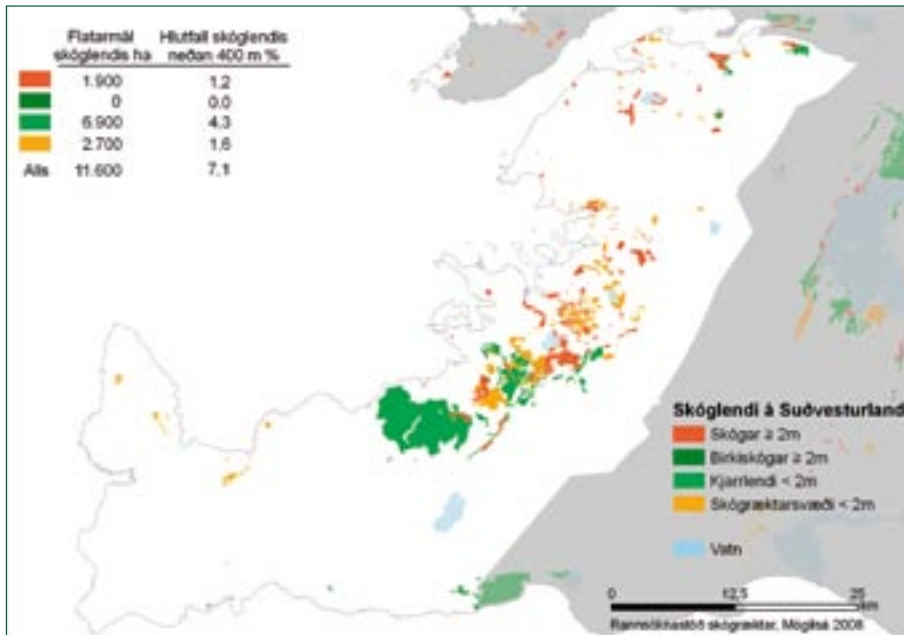 Flatarmál skóglendis ha Hlutfall skóglendis neðan 400 m %
1.900 1.2
0 0.0
6.900 4.3
2.700 1.6
Alls 11.600 7.1
Skóglendi á Suðvesturlandi
Skógar ≥ 2m
Birkiskógar ≥ 2m
Kjarrlendi < 2m
Skógræktarsvæði < 2m
Vatn
0 12,5 25
km
Rannsóknastöð skógræktar, Mógilsá 2008